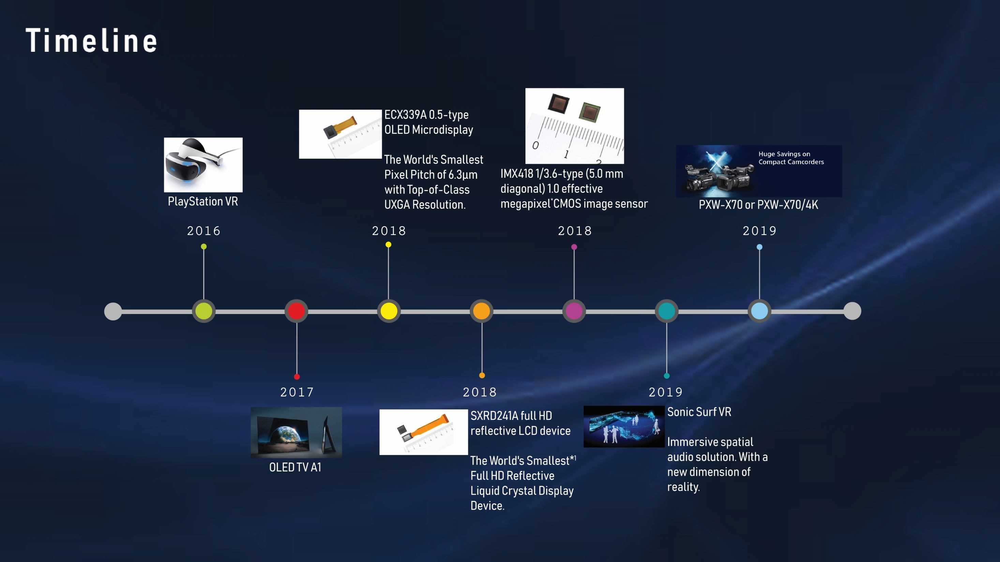 Timeline
PlayStation VR
2016
ECX339A 0.5-type
OLED Microdisplay
The World's Smallest
Pixel Pitch of 6.3µm
with Top-of-Class
UXGA Resolution.
2018
0 1 2
IMX418 1/3.6-type (5.0 mm
diagonal) 1.0 effective
megapixel*CMOS image sensor
2018
Huge Savings on
Compact Camcorders
PXW-X70 or PXW-X70/4K
2019
2017
OLED TV A1
2018
SXRD241A full HD
reflective LCD device
The World's Smallest*1
Full HD Reflective
Liquid Crystal Display
Device.
2019
Sonic Surf VR
Immersive spatial
audio solution. With a
new dimension of
reality.